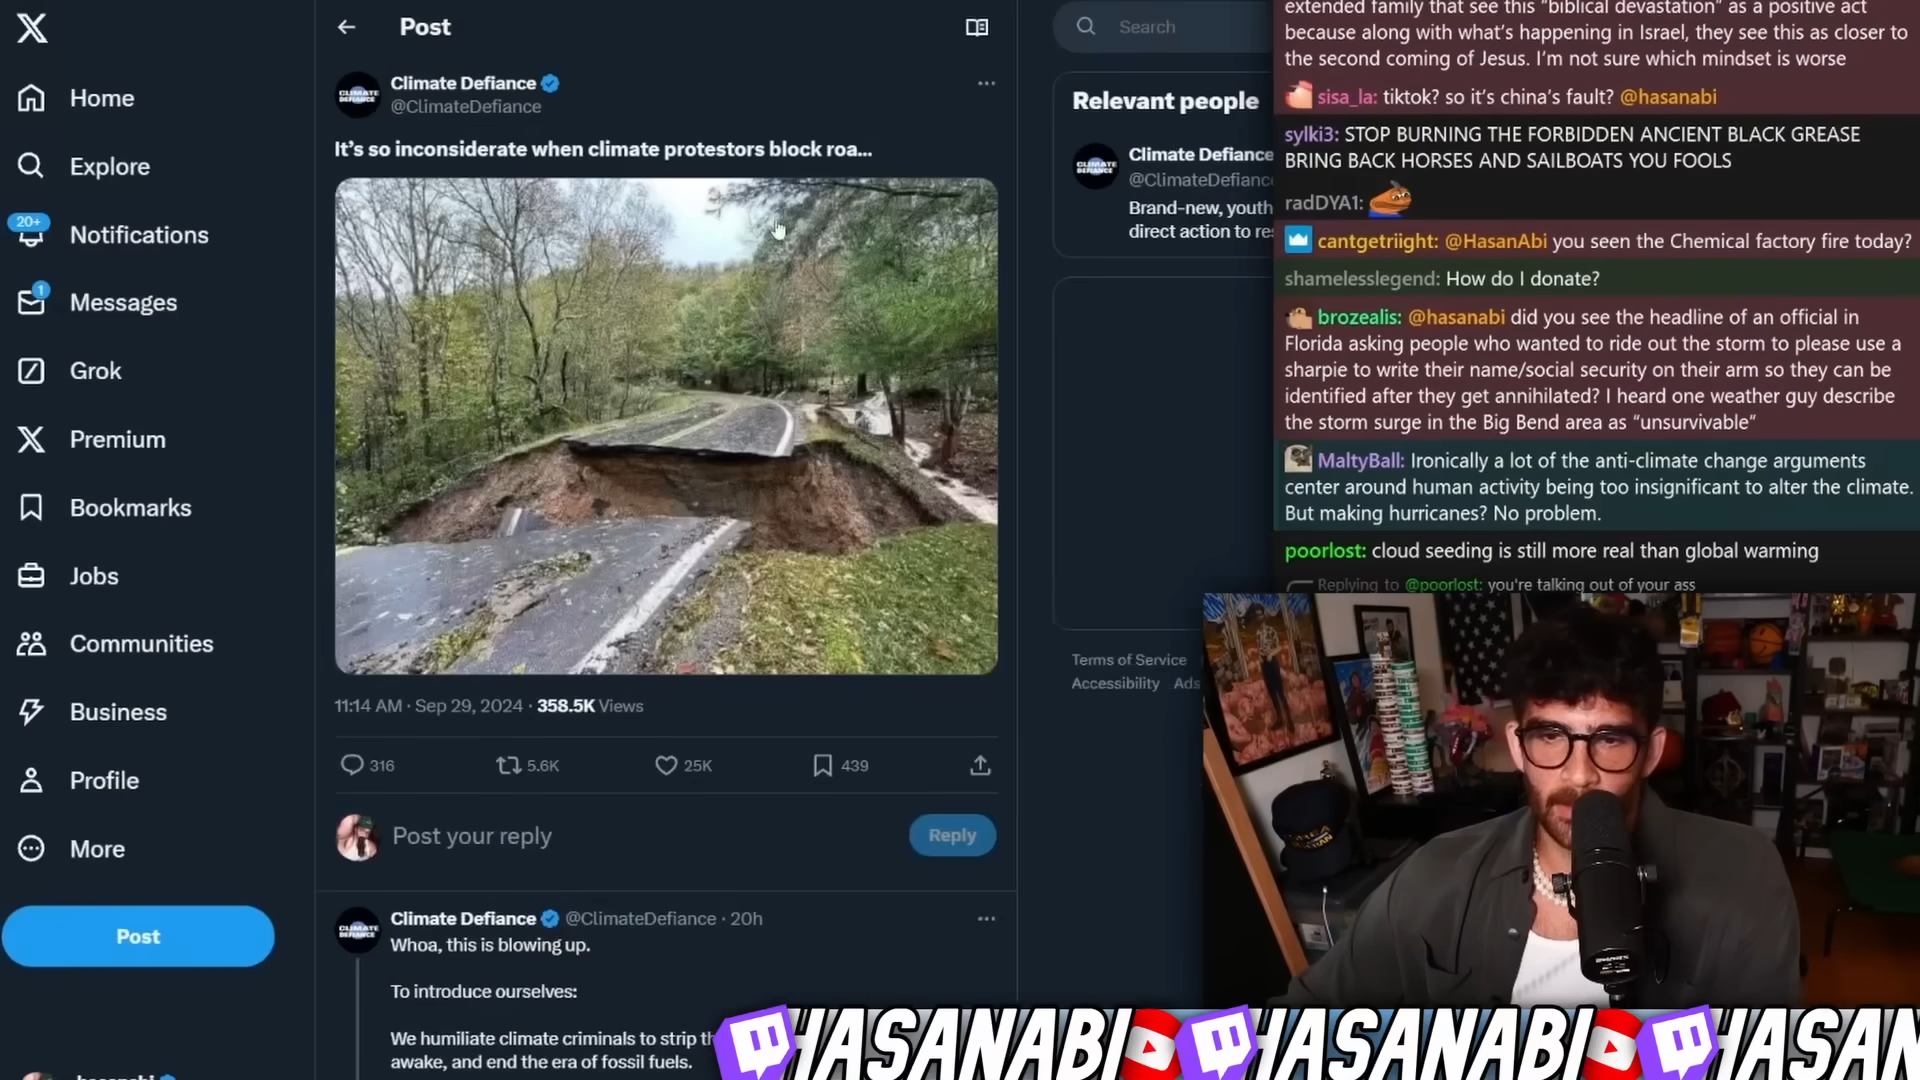 Home
Explore
20+
Notifications
1
Messages
Grok
Premium
Bookmarks
Jobs
Communities
Business
Profile
More
Post
Post
CLIMATE
DEFIANCE
Climate Defiance
@ClimateDefiance
It's so inconsiderate when climate protestors block roa...
11:14 AM · Sep 29, 2024 · 358.5K Views
316
5.6K
25K
439
Post your reply
Reply
CLIMATE
DEFIANCE
Climate Defiance @ClimateDefiance · 20h
Whoa, this is blowing up.
To introduce ourselves:
We humiliate climate criminals to strip
awake, and end the era of fossil fuels.
Search
Relevant people
CLIMATE
DEFIANCE
Climate Defiance
@ClimateDefiance
Brand-new, youth
direct action to
Terms of Service
Accessibility Ads
extended family that see this "biblical devastation" as a positive act
because along with what's happening in Israel, they see this as closer to
the second coming of Jesus. I'm not sure which mindset is worse
sisa_la: tiktok? so it's china's fault? @hasanabi
sylki3: STOP BURNING THE FORBIDDEN ANCIENT BLACK GREASE
BRING BACK HORSES AND SAILBOATS YOU FOOLS
radDYA1:
cantgetriight: @HasanAbi you seen the Chemical factory fire today?
shamelesslegend: How do I donate?
brozealis: @hasanabi did you see the headline of an official in
Florida asking people who wanted to ride out the storm to please use a
sharpie to write their name/social security on their arm so they can be
identified after they get annihilated? I heard one weather guy describe
the storm surge in the Big Bend area as "unsurvivable"
MaltyBall: Ironically a lot of the anti-climate change arguments
center around human activity being too insignificant to alter the climate.
But making hurricanes? No problem.
poorlost: cloud seeding is still more real than global warming
Replying to @poorlost: you're talking out of your ass
HASANABI HASANABI HASAN